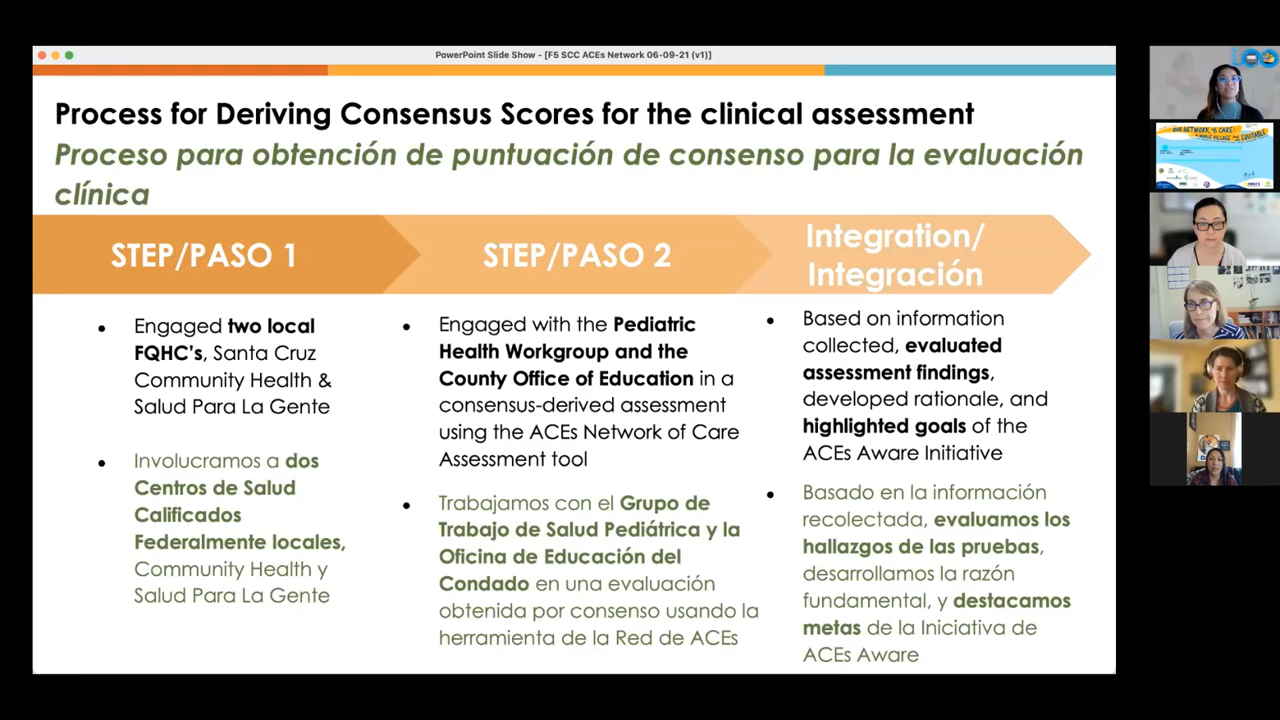 PowerPoint Slide Show - [F5 SCC ACEs Network 06-09-21 (v1)]
Process for Deriving Consensus Scores for the clinical assessment
Proceso para obtención de puntuación de consenso para la evaluación
clínica
STEP/PASO 1
Engaged two local
FQHC's, Santa Cruz
Community Health &
Salud Para La Gente
Involucramos a dos
Centros de Salud
Calificados
Federalmente locales,
Community Health y
Salud Para La Gente
STEP/PASO 2
Engaged with the Pediatric
Health Workgroup and the
County Office of Education in a
consensus-derived assessment
using the ACEs Network of Care
Assessment tool
Trabajamos con el Grupo de
Trabajo de Salud Pediátrica y la
Oficina de Educación del
Condado en una evaluación
obtenida por consenso usando la
herramienta de la Red de ACEs
Integration/
Integración
Based on information
collected, evaluated
assessment findings,
developed rationale, and
highlighted goals of the
ACEs Aware Initiative
Basado en la información
recolectada, evaluamos los
hallazgos de las pruebas,
desarrollamos la razón
fundamental, y destacamos
metas de la Iniciativa de
ACEs Aware
OUR NETWORK of CARE: